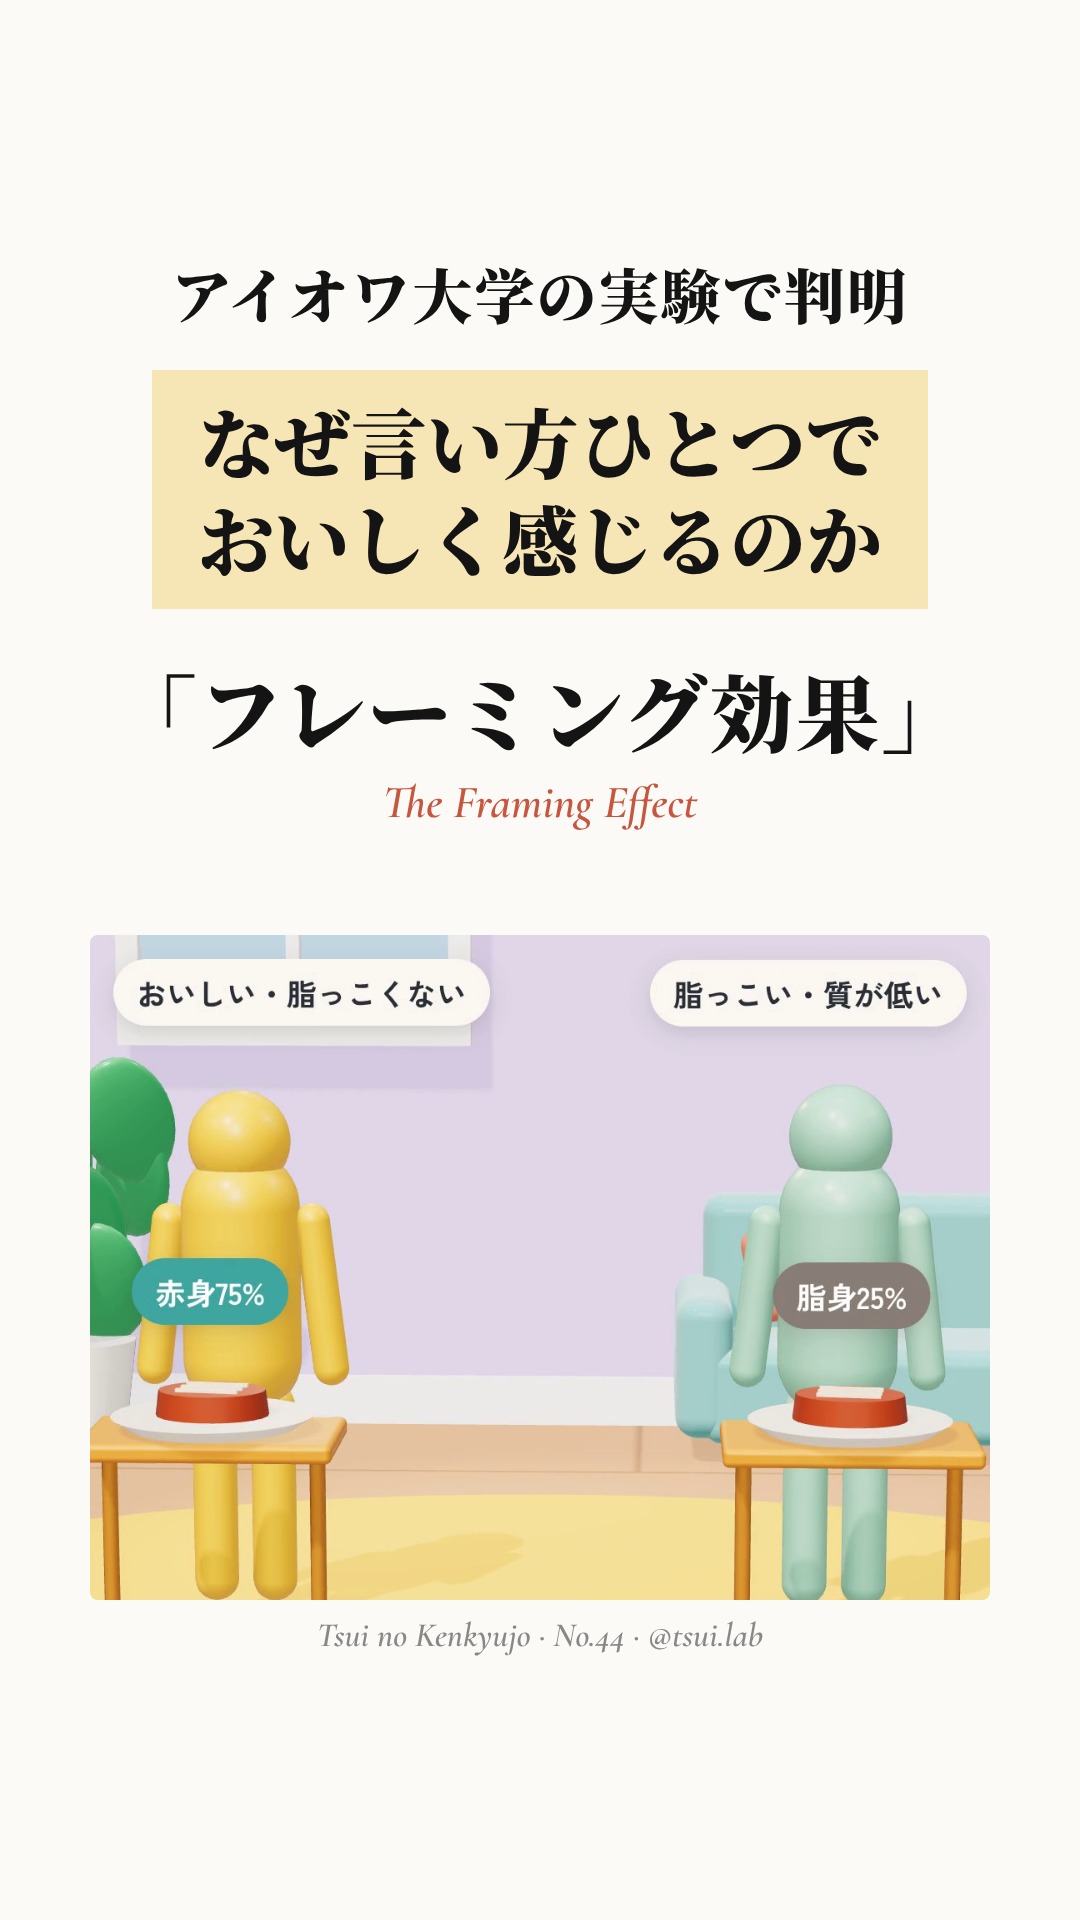 アイオワ大学の実験で判明
なぜ言い方ひとつで
おいしく感じるのか
「フレーミング効果」
The Framing Effect
おいしい・脂っこくない
脂っこい・質が低い
赤身75%
脂身25%
Tsui no Kenkyujo · No.44 · @tsui.lab